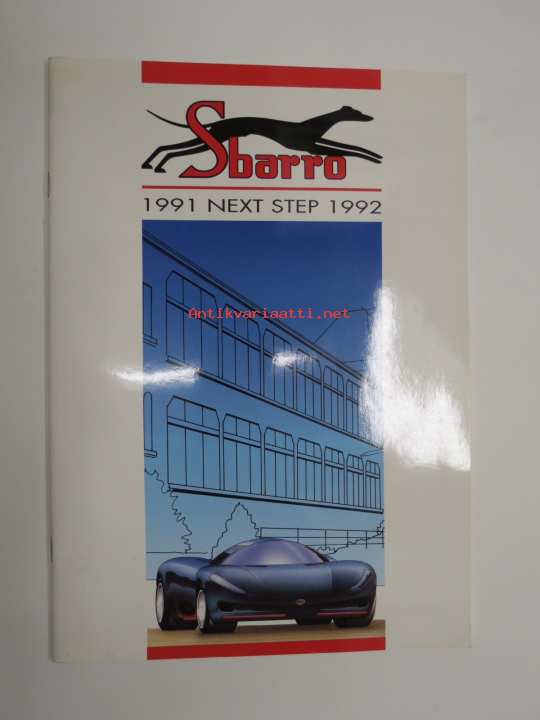 Sbarro
1991 NEXT STEP 1992
Antikvariaatti.net